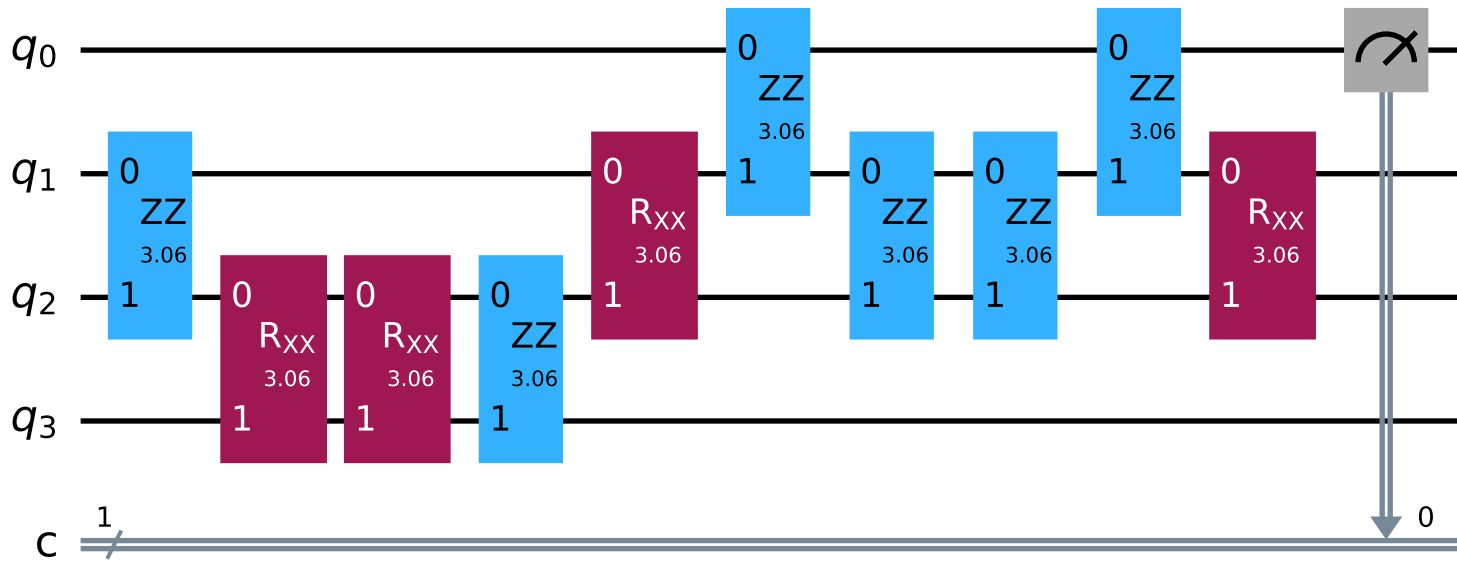 q0 0 ZZ 3.06 1 0 ZZ 3.06 1
q1 0 ZZ 3.06 1 0 RXX 3.06 1 0 ZZ 3.06 1 0 ZZ 3.06 1 0 RXX 3.06 1
q2 0 RXX 3.06 1 0 RXX 3.06 1 0 ZZ 3.06 1
q3
c 1 0